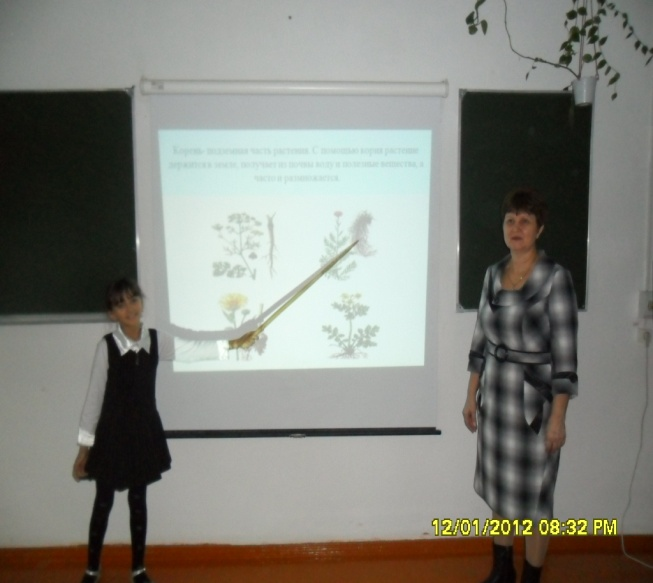 Корень- подземная часть растения. С помощью корня растение
держится в земле, получает из почвы воду и полезные вещества, а
часто и размножается.
12/01/2012 08:32 PM